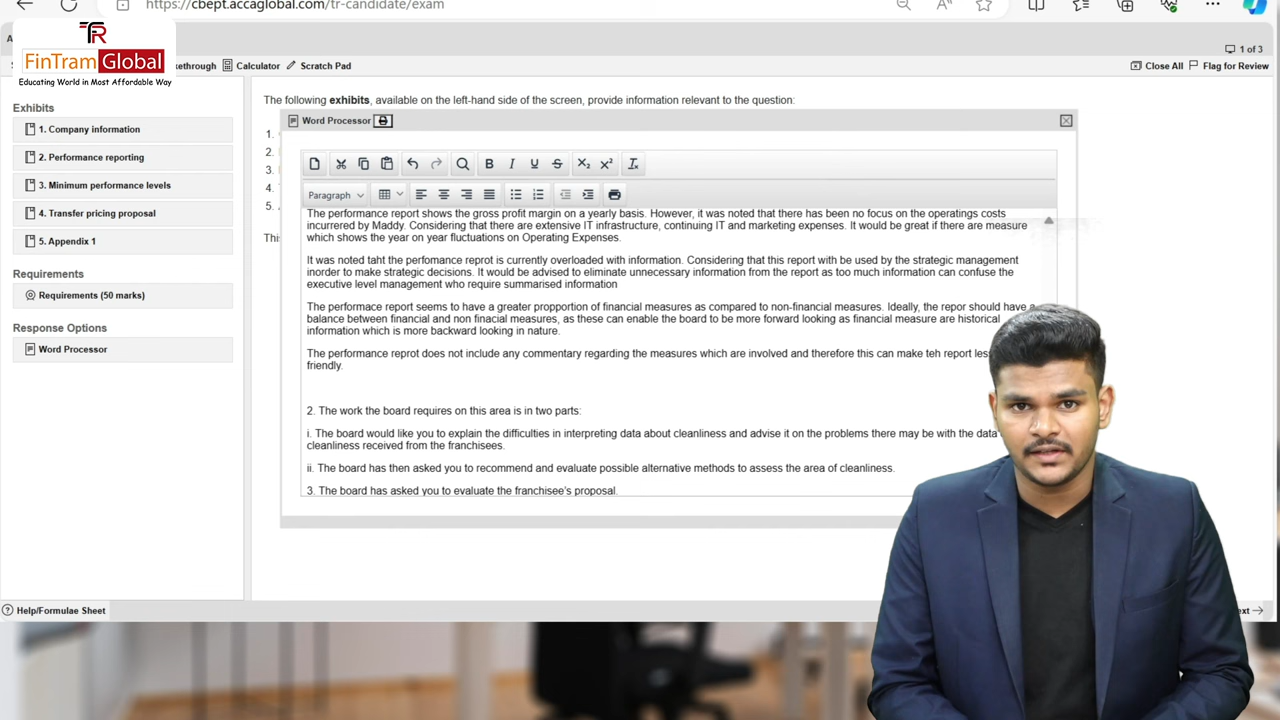 https://cbept.accaglobal.com/tr-candidate/exam
FinTram Global
Educating World in Most Affordable Way
1 of 3
kethrough Calculator Scratch Pad
Close All Flag for Review
Exhibits
1. Company information
2. Performance reporting
3. Minimum performance levels
4. Transfer pricing proposal
5. Appendix 1
Requirements
Requirements (50 marks)
Response Options
Word Processor
The following exhibits, available on the left-hand side of the screen, provide information relevant to the question:
1.
2.
3.
4.
5.
Word Processor
Paragraph
The performance report shows the gross profit margin on a yearly basis. However, it was noted that there has been no focus on the operatings costs
incurrered by Maddy. Considering that there are extensive IT infrastructure, continuing IT and marketing expenses. It would be great if there are measure
which shows the year on year fluctuations on Operating Expenses.
It was noted taht the perfomance reprot is currently overloaded with information. Considering that this report with be used by the strategic management
inorder to make strategic decisions. It would be advised to eliminate unnecessary information from the report as too much information can confuse the
executive level management who require summarised information
The performace report seems to have a greater propportion of financial measures as compared to non-financial measures. Ideally, the repor should have a
balance between financial and non fiiacial measures, as these can enable the board to be more forward looking as financial measure are historical
information which is more backward looking in nature.
The performance reprot does not include any commentary regarding the measures which are involved and therefore this can make teh report less
friendly.
2. The work the board requires on this area is in two parts:
i. The board would like you to explain the difficulties in interpreting data about cleanliness and advise it on the problems there may be with the data
cleanliness received from the franchisees.
ii. The board has then asked you to recommend and evaluate possible alternative methods to assess the area of cleanliness.
3. The board has asked you to evaluate the franchisee's proposal.
Help/Formulae Sheet